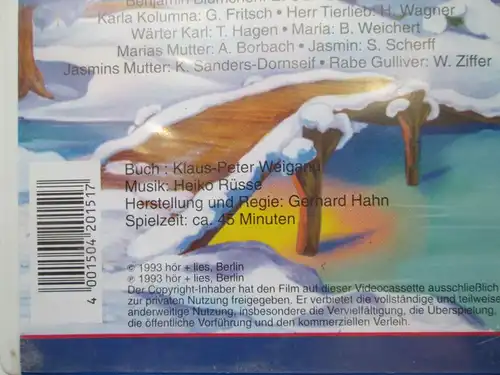 Benjamin Blümchen: E.
Karla Kolumna: G. Fritsch • Herr Tierlieb: H. Wagner
Wärter Karl: T. Hagen • Maria: B. Weichert
Marias Mutter: A. Borbach • Jasmin: S. Scherff
Jasmins Mutter: K. Sanders-Dornseif • Rabe Gulliver: W. Ziffer
Buch : Klaus-Peter Weigand
Musik: Heiko Rüsse
Herstellung und Regie: Gerhard Hahn
Spielzeit: ca. 45 Minuten
© 1993 hör + lies, Berlin
℗ 1993 hör + lies, Berlin
Der Copyright-Inhaber hat den Film auf dieser Videocassette ausschließlich
zur privaten Nutzung freigegeben. Er verbietet die vollständige und teilweise
anderweitige Nutzung, insbesondere die Vervielfältigung, die Überspielung,
die öffentliche Vorführung und den kommerziellen Verleih.
4 001504 201517